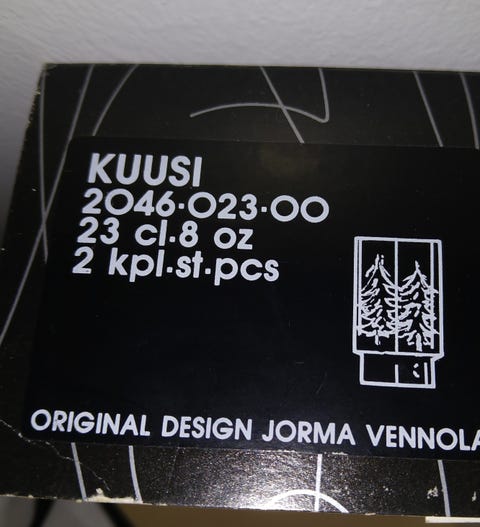 KUUSI
2046·023·00
23 cl.8 oz
2 kpl.st.pcs
ORIGINAL DESIGN JORMA VENNOLA